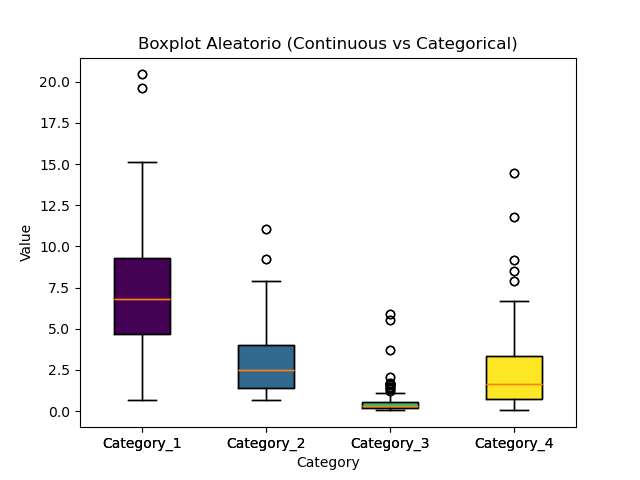 Boxplot Aleatorio (Continuous vs Categorical)
20.0
17.5
15.0
12.5
10.0
7.5
5.0
2.5
0.0
Value
Category_1 Category_2 Category_3 Category_4
Category